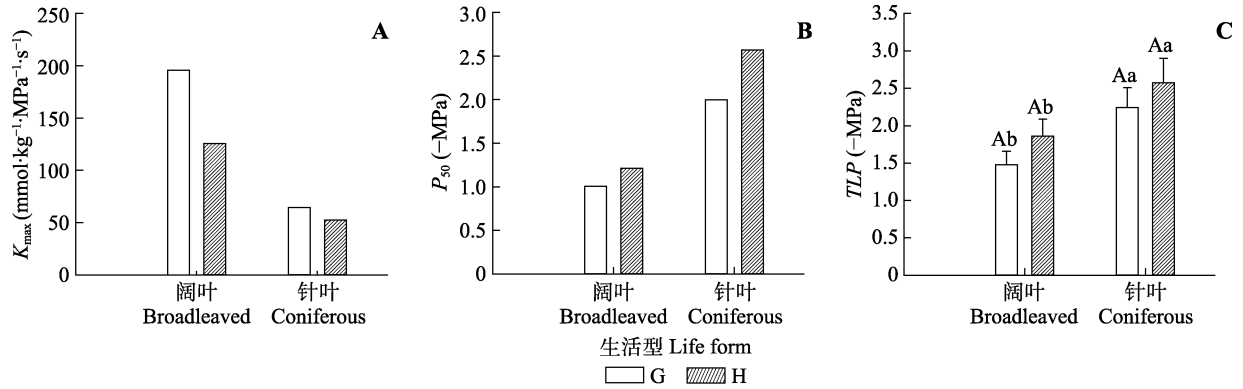 A
K_max (mmol·kg⁻¹·MPa⁻¹·s⁻¹)
250
200
150
100
50
0
阔叶
Broadleaved
针叶
Coniferous
B
P₅₀ (−MPa)
3.0
2.5
2.0
1.5
1.0
0.5
0
阔叶
Broadleaved
针叶
Coniferous
C
TLP (−MPa)
3.5
3.0
2.5
2.0
1.5
1.0
0.5
0
Ab
Ab
Aa
Aa
阔叶
Broadleaved
针叶
Coniferous
生活型 Life form
G H